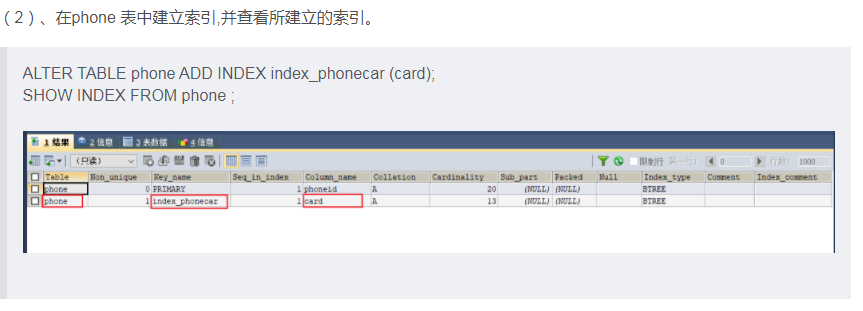 （2）、在phone 表中建立索引,并查看所建立的索引。
ALTER TABLE phone ADD INDEX index_phonecar (card);
SHOW INDEX FROM phone ;
1 结果 2 信息 3 表数据 4 信息
(只读) 限制行 第一行: 0 行数: 1000
Table Non_unique Key_name Seq_in_index Column_name Collation Cardinality Sub_part Packed Null Index_type Comment Index_comment
phone 0 PRIMARY 1 phoneid A 20 (NULL) (NULL) BTREE
phone 1 index_phonecar 1 card A 13 (NULL) (NULL) BTREE